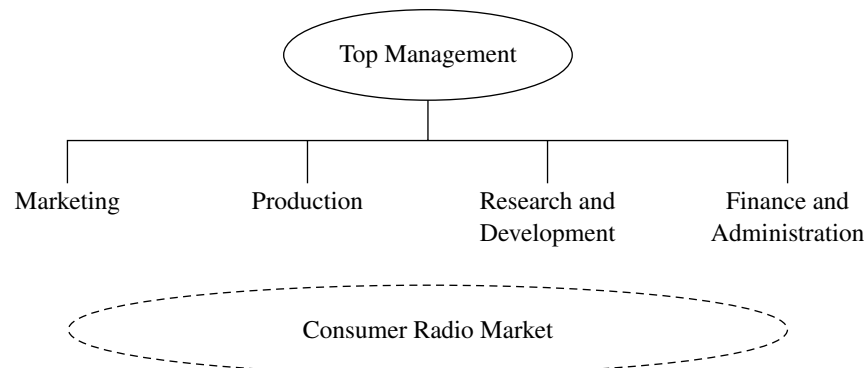 Top Management
Marketing
Production
Research and
Development
Finance and
Administration
Consumer Radio Market